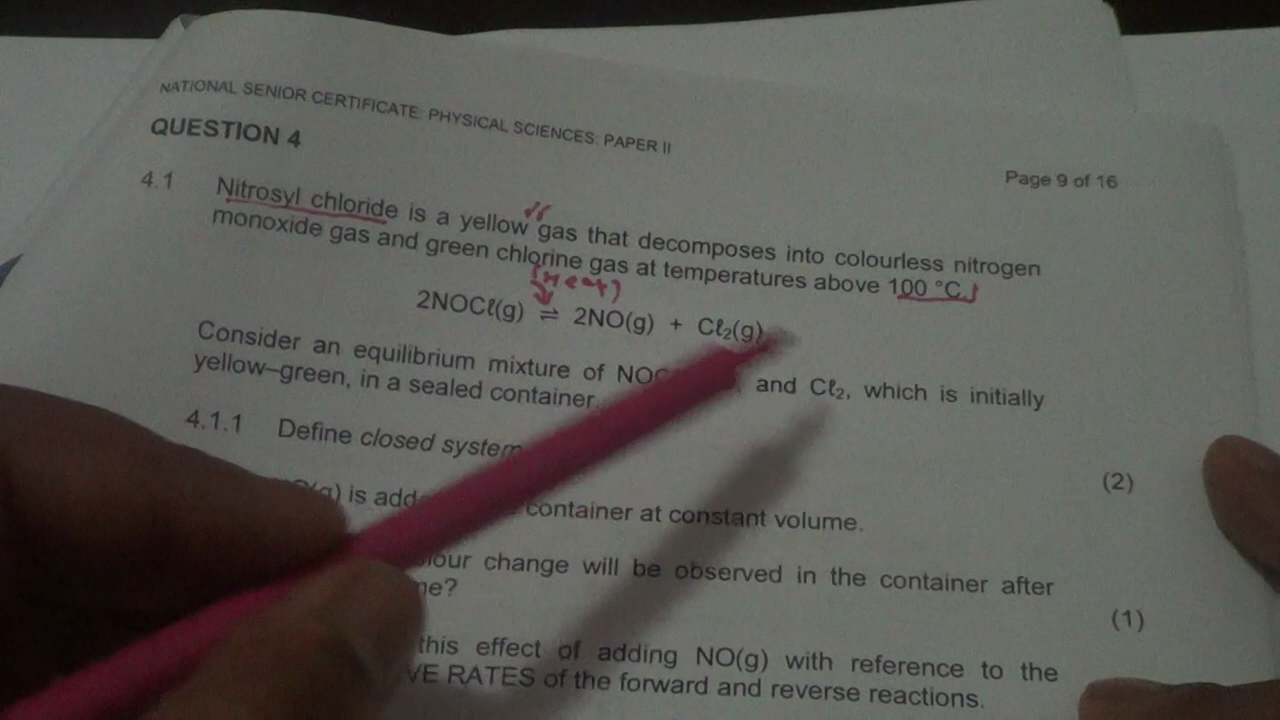 NATIONAL SENIOR CERTIFICATE: PHYSICAL SCIENCES: PAPER II
Page 9 of 16
QUESTION 4
4.1 Nitrosyl chloride is a yellow gas that decomposes into colourless nitrogen
monoxide gas and green chlorine gas at temperatures above 100 °C.
(heat)
2NOCℓ(g) ⇌ 2NO(g) + Cℓ₂(g)
Consider an equilibrium mixture of and Cℓ₂, which is initially
yellow–green, in a sealed container.
4.1.1 Define closed system
(2)
is container at constant volume.
change will be observed in the container after
(1)
this effect of adding NO(g) with reference to the
RATES of the forward and reverse reactions.